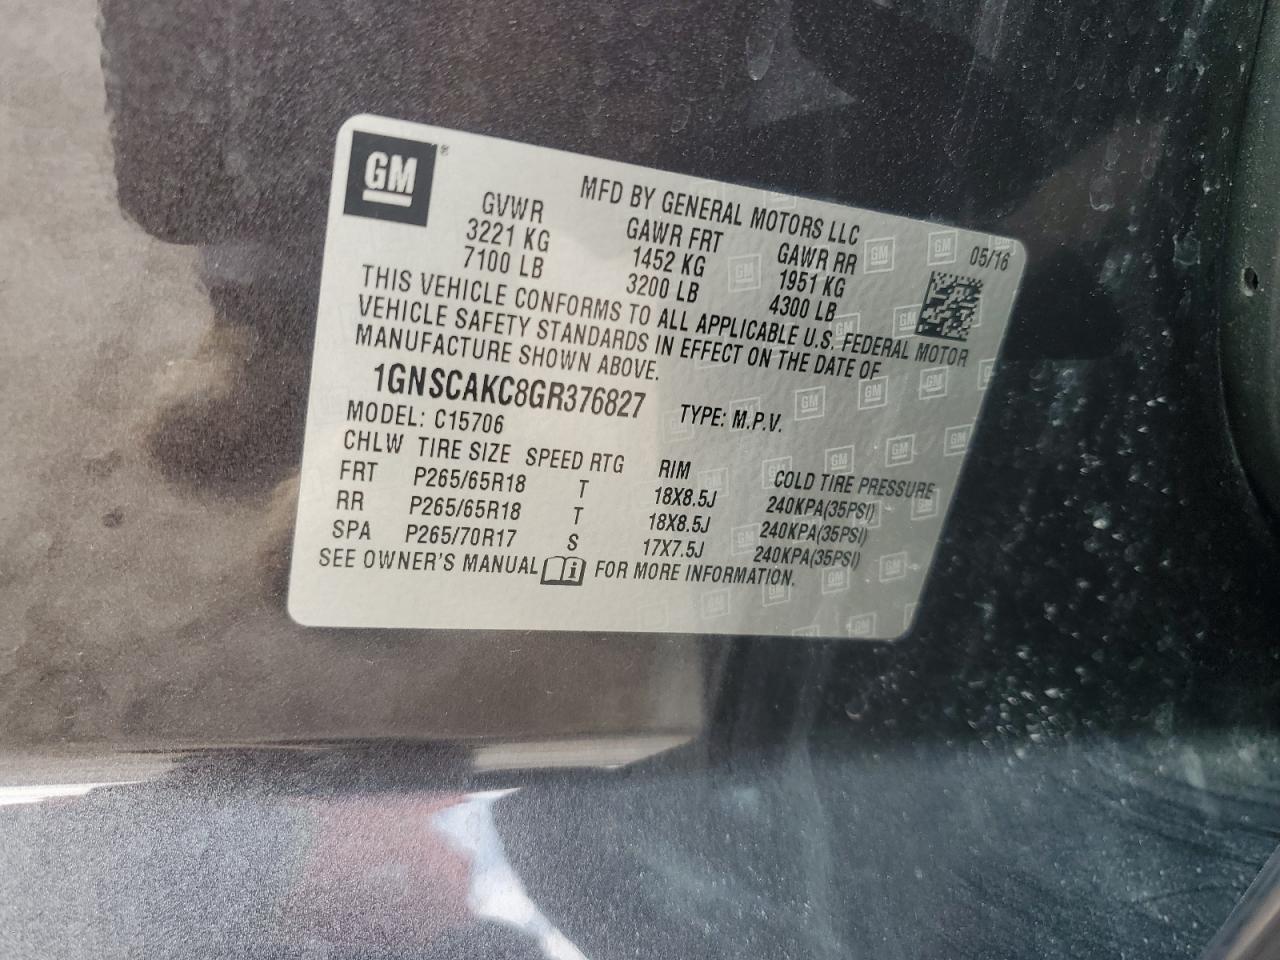 GM
MFD BY GENERAL MOTORS LLC
GVWR GAWR FRT GAWR RR 05/16
3221 KG 1452 KG 1951 KG
7100 LB 3200 LB 4300 LB
THIS VEHICLE CONFORMS TO ALL APPLICABLE U.S. FEDERAL MOTOR
VEHICLE SAFETY STANDARDS IN EFFECT ON THE DATE OF
MANUFACTURE SHOWN ABOVE.
1GNSCAKC8GR376827 TYPE: M.P.V.
MODEL: C15706
CHLW TIRE SIZE SPEED RTG RIM COLD TIRE PRESSURE
FRT P265/65R18 T 18X8.5J 240KPA(35PSI)
RR P265/65R18 T 18X8.5J 240KPA(35PSI)
SPA P265/70R17 S 17X7.5J 240KPA(35PSI)
SEE OWNER'S MANUAL i FOR MORE INFORMATION.